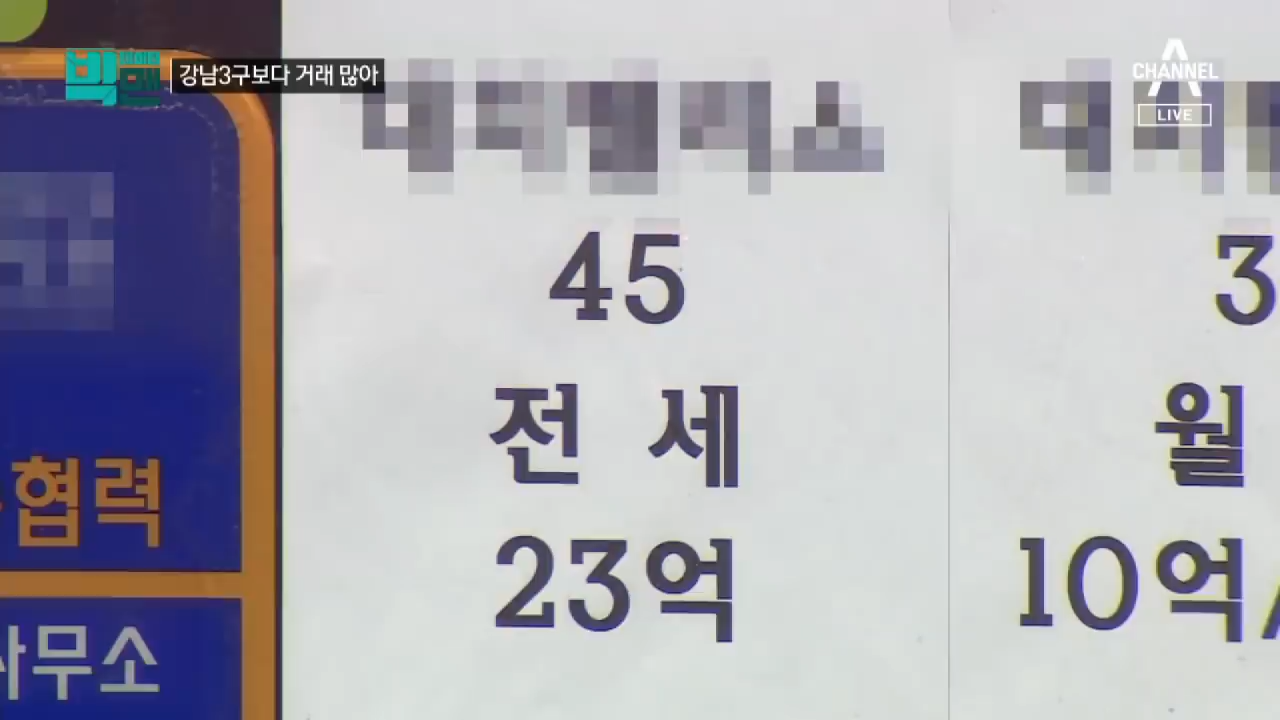 강남3구보다 거래 많아
CHANNEL A
LIVE
45
전 세
23억
3
월
10억/
협력
사무소